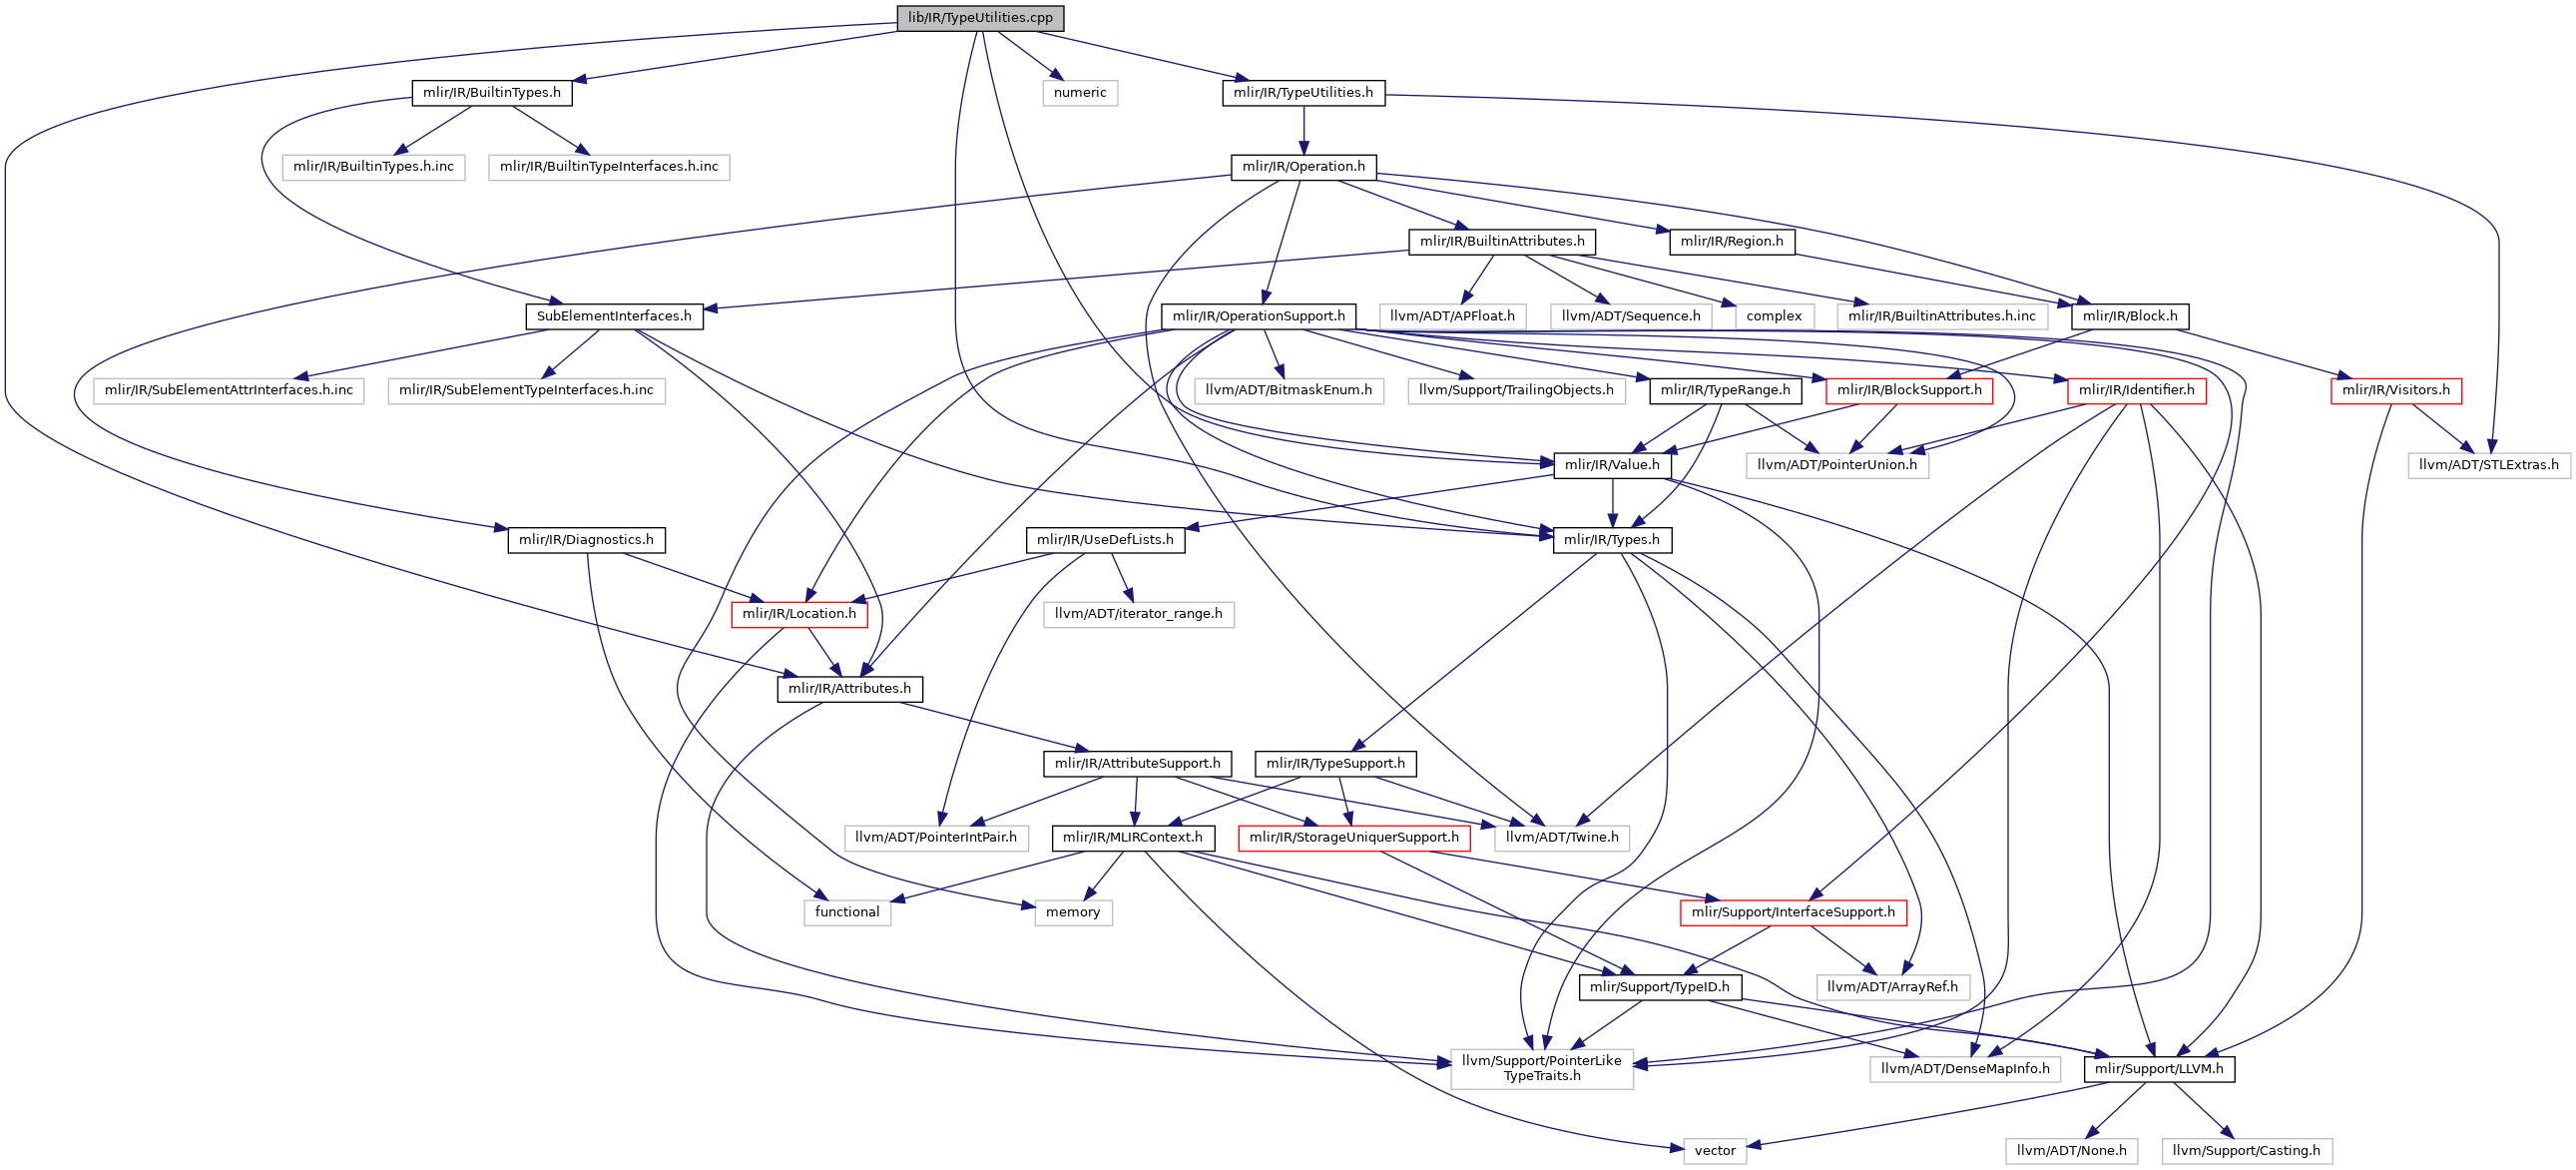 lib/IR/TypeUtilities.cpp
mlir/IR/BuiltinTypes.h
numeric
mlir/IR/TypeUtilities.h
mlir/IR/BuiltinTypes.h.inc
mlir/IR/BuiltinTypeInterfaces.h.inc
mlir/IR/Operation.h
mlir/IR/BuiltinAttributes.h
mlir/IR/Region.h
SubElementInterfaces.h
mlir/IR/OperationSupport.h
llvm/ADT/APFloat.h
llvm/ADT/Sequence.h
complex
mlir/IR/BuiltinAttributes.h.inc
mlir/IR/Block.h
mlir/IR/SubElementAttrInterfaces.h.inc
mlir/IR/SubElementTypeInterfaces.h.inc
llvm/ADT/BitmaskEnum.h
llvm/Support/TrailingObjects.h
mlir/IR/TypeRange.h
mlir/IR/BlockSupport.h
mlir/IR/Identifier.h
mlir/IR/Visitors.h
mlir/IR/Value.h
llvm/ADT/PointerUnion.h
llvm/ADT/STLExtras.h
mlir/IR/Diagnostics.h
mlir/IR/UseDefLists.h
mlir/IR/Types.h
mlir/IR/Location.h
llvm/ADT/iterator_range.h
mlir/IR/Attributes.h
mlir/IR/AttributeSupport.h
mlir/IR/TypeSupport.h
llvm/ADT/PointerIntPair.h
mlir/IR/MLIRContext.h
mlir/IR/StorageUniquerSupport.h
llvm/ADT/Twine.h
functional
memory
mlir/Support/InterfaceSupport.h
mlir/Support/TypeID.h
llvm/ADT/ArrayRef.h
llvm/Support/PointerLike
TypeTraits.h
llvm/ADT/DenseMapInfo.h
mlir/Support/LLVM.h
vector
llvm/ADT/None.h
llvm/Support/Casting.h